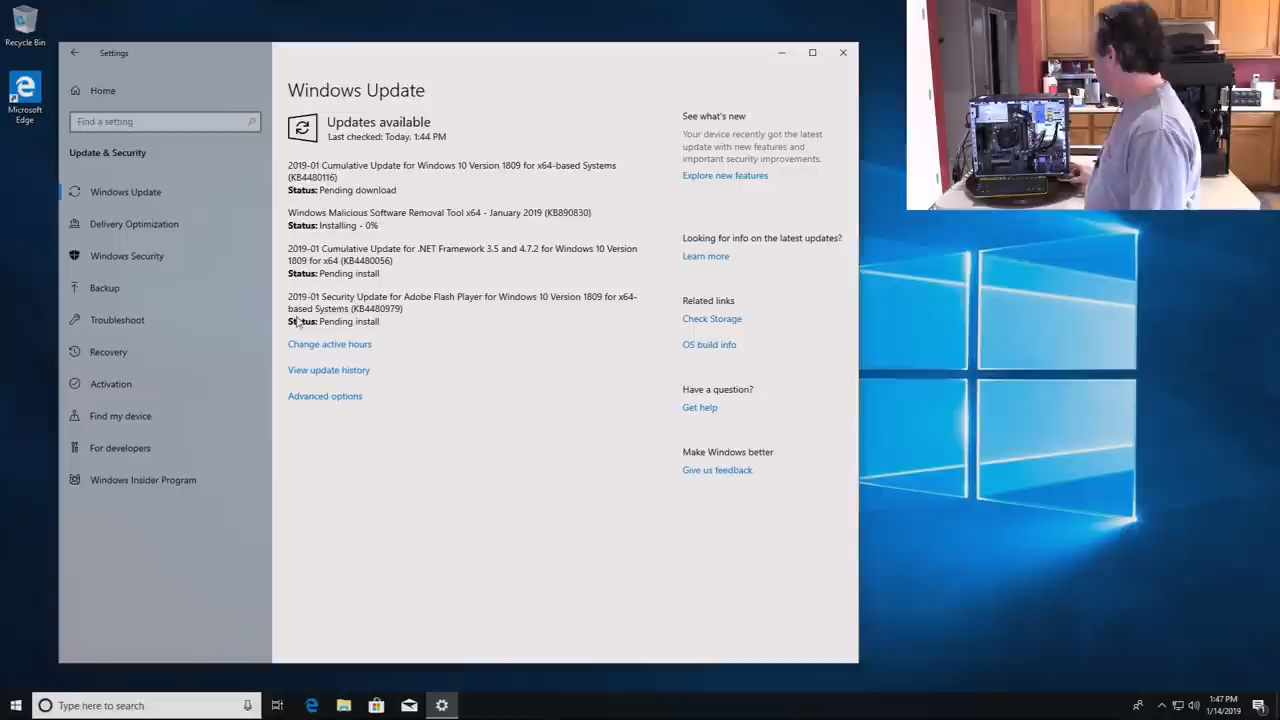 Recycle Bin
Microsoft
Edge
Settings
Home
Find a setting
Update & Security
Windows Update
Delivery Optimization
Windows Security
Backup
Troubleshoot
Recovery
Activation
Find my device
For developers
Windows Insider Program
Windows Update
Updates available
Last checked: Today, 1:44 PM
2019-01 Cumulative Update for Windows 10 Version 1809 for x64-based Systems
(KB4480116)
Status: Pending download
Windows Malicious Software Removal Tool x64 - January 2019 (KB890830)
Status: Installing - 0%
2019-01 Cumulative Update for .NET Framework 3.5 and 4.7.2 for Windows 10 Version
1809 for x64 (KB4480056)
Status: Pending install
2019-01 Security Update for Adobe Flash Player for Windows 10 Version 1809 for x64-
based Systems (KB4480979)
Status: Pending install
Change active hours
View update history
Advanced options
See what's new
Your device recently got the latest
update with new features and
important security improvements.
Explore new features
Looking for info on the latest updates?
Learn more
Related links
Check Storage
OS build info
Have a question?
Get help
Make Windows better
Give us feedback
Type here to search
1:47 PM
1/14/2019
1